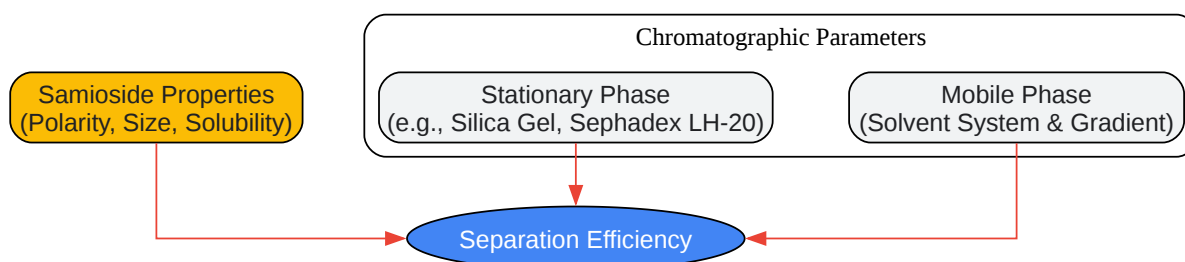 Chromatographic Parameters
Samioside Properties
(Polarity, Size, Solubility)
Stationary Phase
(e.g., Silica Gel, Sephadex LH-20)
Mobile Phase
(Solvent System & Gradient)
Separation Efficiency